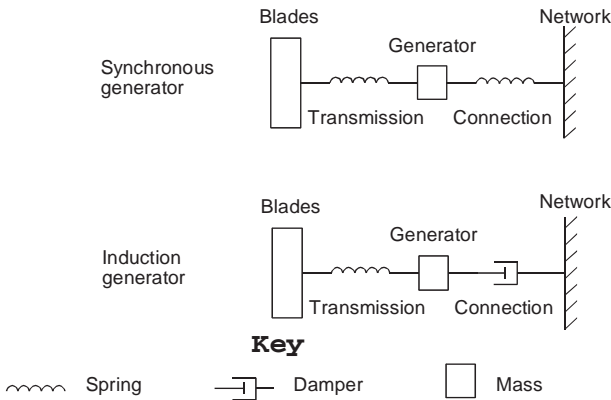 Blades
Network
Generator
Synchronous
generator
Transmission
Connection
Blades
Network
Generator
Induction
generator
Transmission
Connection
Key
Spring
Damper
Mass